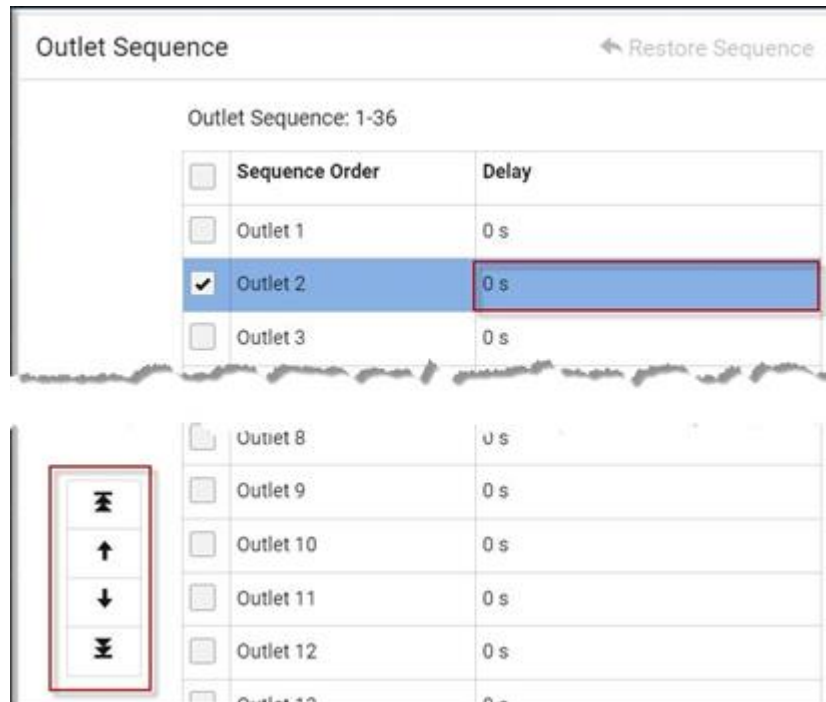 Outlet Sequence Restore Sequence
Outlet Sequence: 1-36
Sequence Order Delay
Outlet 1 0 s
Outlet 2 0 s
Outlet 3 0 s
Outlet 8 0 s
Outlet 9 0 s
Outlet 10 0 s
Outlet 11 0 s
Outlet 12 0 s